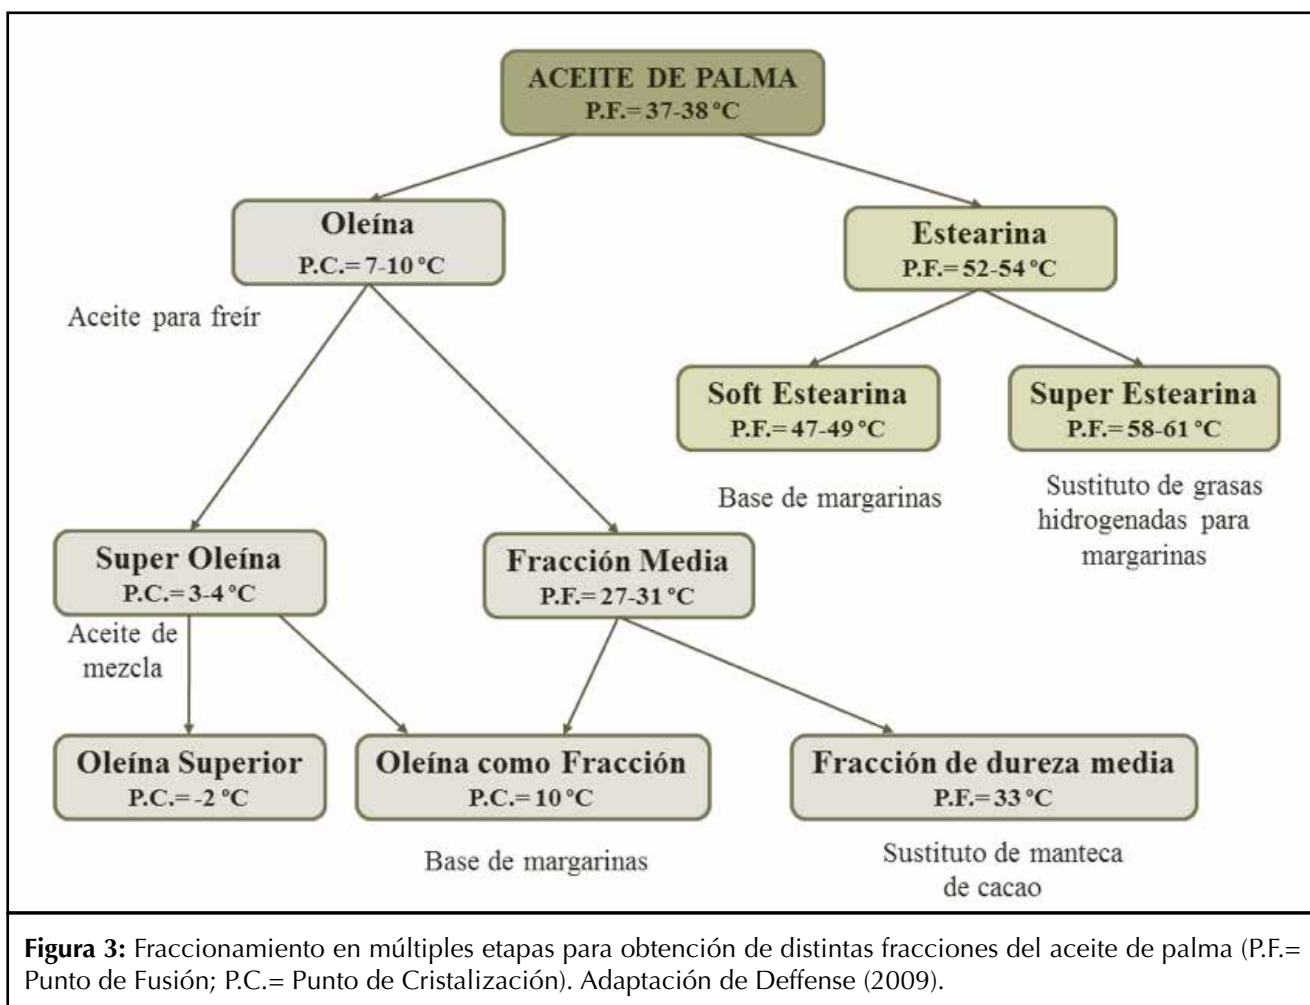 ACEITE DE PALMA
P.F.= 37-38 °C
Oleína
P.C.= 7-10 °C
Estearina
P.F.= 52-54 °C
Aceite para freír
Soft Estearina
P.F.= 47-49 °C
Super Estearina
P.F.= 58-61 °C
Base de margarinas
Sustituto de grasas
hidrogenadas para
margarinas
Super Oleína
P.C.= 3-4 °C
Fracción Media
P.F.= 27-31 °C
Aceite de
mezcla
Oleína Superior
P.C.= -2 °C
Oleína como Fracción
P.C.= 10 °C
Fracción de dureza media
P.F.= 33 °C
Base de margarinas
Sustituto de manteca
de cacao
Figura 3: Fraccionamiento en múltiples etapas para obtención de distintas fracciones del aceite de palma (P.F.=
Punto de Fusión; P.C.= Punto de Cristalización). Adaptación de Deffense (2009).